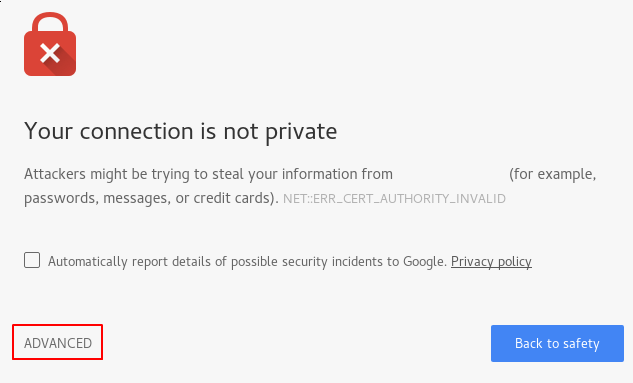 Your connection is not private
Attackers might be trying to steal your information from (for example,
passwords, messages, or credit cards). NET::ERR_CERT_AUTHORITY_INVALID
Automatically report details of possible security incidents to Google. Privacy policy
ADVANCED Back to safety